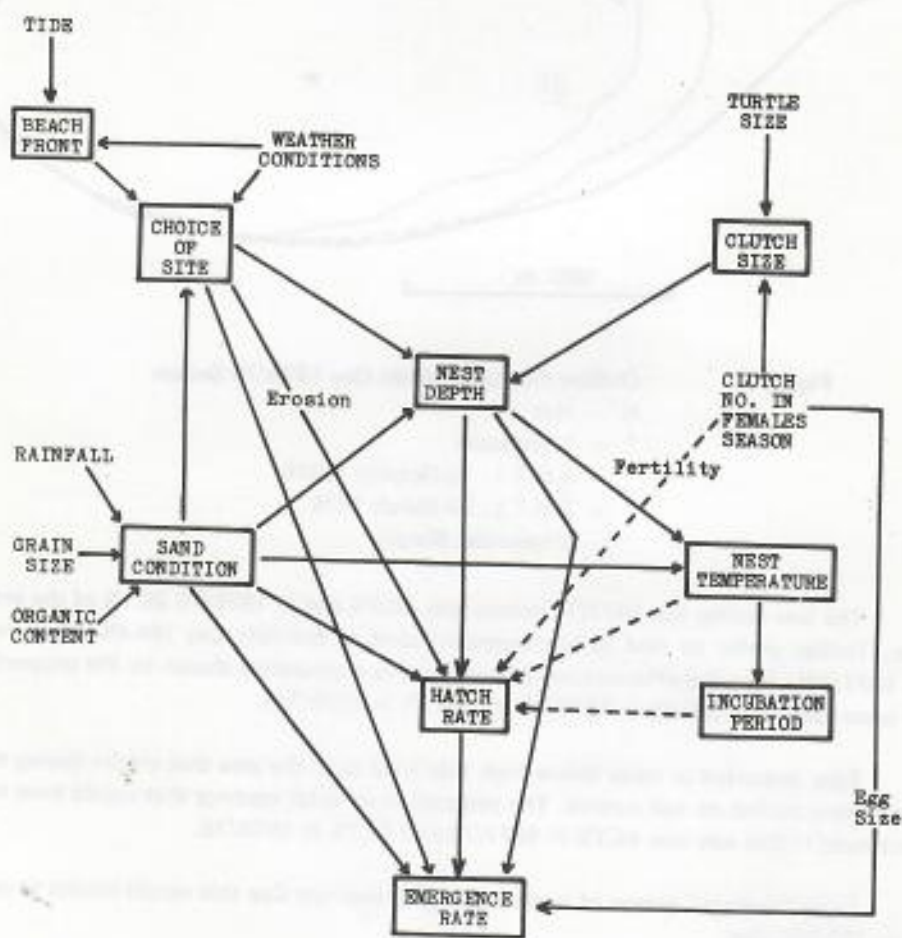 TIDE
BEACH
FRONT
WEATHER
CONDITIONS
TURTLE
SIZE
CHOICE
OF
SITE
CLUTCH
SIZE
NEST
DEPTH
CLUTCH
NO. IN
FEMALES
SEASON
Erosion
Fertility
RAINFALL
GRAIN
SIZE
ORGANIC
CONTENT
SAND
CONDITION
NEST
TEMPERATURE
HATCH
RATE
INCUBATION
PERIOD
Egg
Size
EMERGENCE
RATE